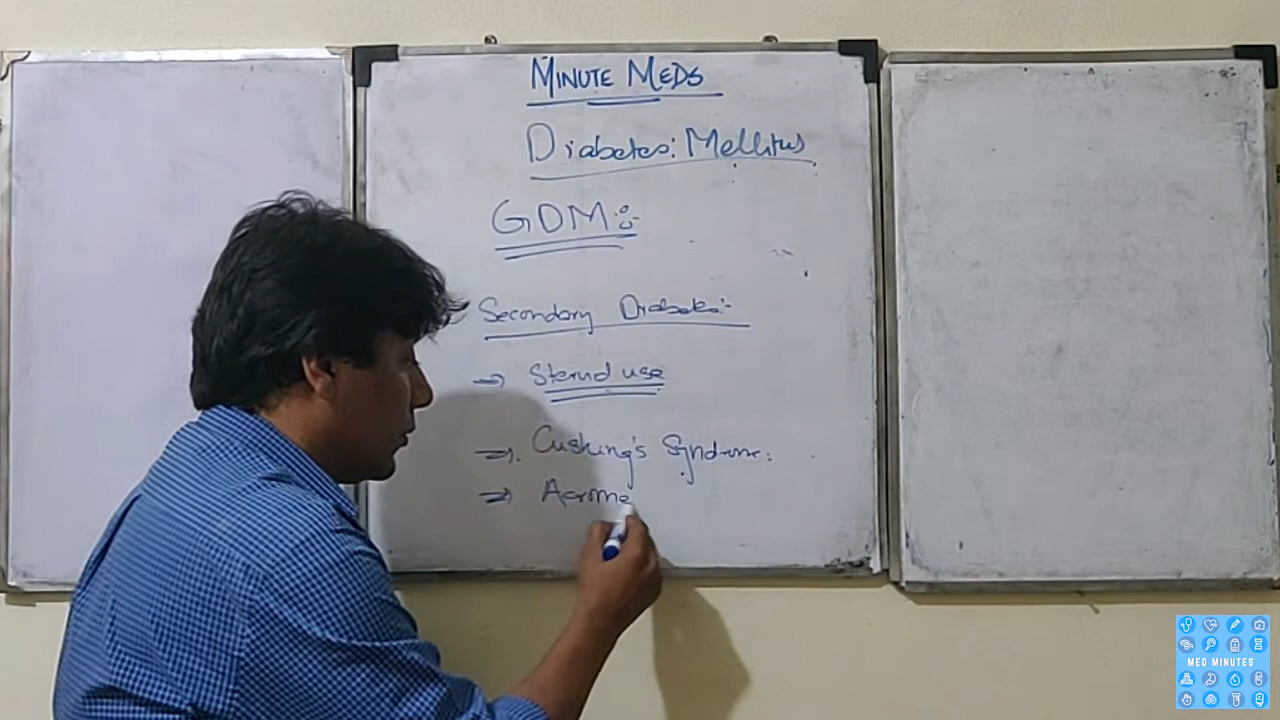 MINUTE MEDS
Diabetes: Mellitus
GDM:-
Secondary Diabetes:-
→ Steroid use
→ Cushing's Syndrome.
→ Acrome
MED MINUTES